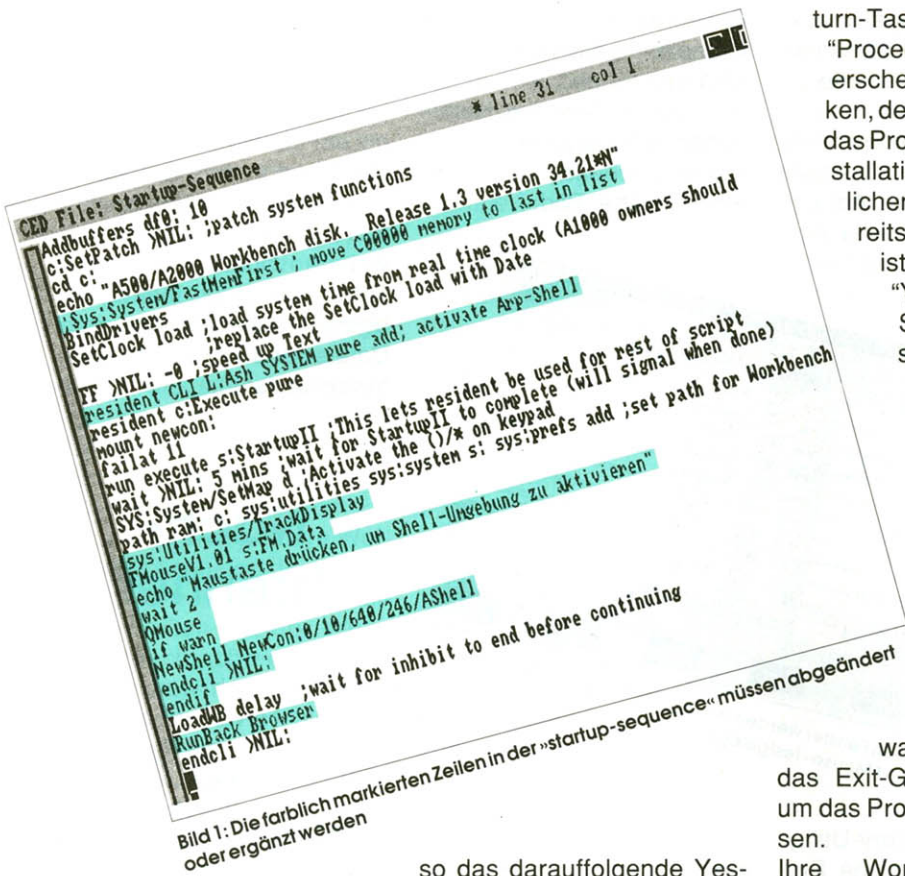 CED File: Startup-Sequence * line 31 col 1
Addbuffers df0: 10
c:SetPatch >NIL: ;patch system functions
cd c:
echo "A500/A2000 Workbench disk. Release 1.3 version 34.21*N"
;Sys:System/FastMemFirst ; move C00000 memory to last in list
BindDrivers
SetClock load ;load system time from real time clock (A1000 owners should
;replace the SetClock load with Date
FF >NIL: -0 ;speed up Text
resident CLI L:Ash SYSTEM pure add; activate Arp-Shell
resident c:Execute pure
mount newcon:
failat 11
run execute s:StartupII ;This lets resident be used for rest of script
wait >NIL: 5 mins ;wait for StartupII to complete (will signal when done)
SYS:System/SetMap d ;Activate the ()/* on keypad
path ram: c: sys:utilities sys:system s: sys:prefs add ;set path for Workbench
sys:Utilities/TrackDisplay
FMouseV1.01 s:FM.Data
echo "Maustaste drücken, um Shell-Umgebung zu aktivieren"
wait 2
QMouse
if warn
NewShell NewCon:0/10/640/246/AShell
endcli >NIL:
endif
LoadWB delay ;wait for inhibit to end before continuing
RunBack Browser
endcli >NIL:
Bild 1: Die farblich markierten Zeilen in der »startup-sequence« müssen abgeändert
oder ergänzt werden
so das darauffolgende Yes-
turn-Tas
"Procee
ersche
ken, de
das Pro
stallati
licher
reits
ist
"Y
S
s
wa
das Exit-G
um das Pro
sen.
Ihre Wor